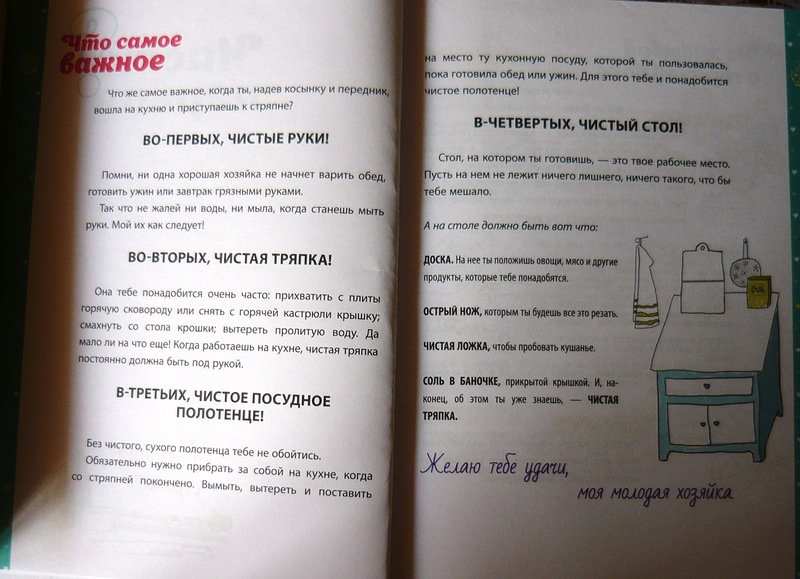 Что самое
важное
Что же самое важное, когда ты, надев косынку и передник,
вошла на кухню и приступаешь к стряпне?
ВО-ПЕРВЫХ, ЧИСТЫЕ РУКИ!
Помни, ни одна хорошая хозяйка не начнет варить обед,
готовить ужин или завтрак грязными руками.
Так что не жалей ни воды, ни мыла, когда станешь мыть
руки. Мой их как следует!
ВО-ВТОРЫХ, ЧИСТАЯ ТРЯПКА!
Она тебе понадобится очень часто: прихватить с плиты
горячую сковороду или снять с горячей кастрюли крышку;
смахнуть со стола крошки; вытереть пролитую воду. Да
мало ли на что еще! Когда работаешь на кухне, чистая тряпка
постоянно должна быть под рукой.
В-ТРЕТЬИХ, ЧИСТОЕ ПОСУДНОЕ
ПОЛОТЕНЦЕ!
Без чистого, сухого полотенца тебе не обойтись.
Обязательно нужно прибрать за собой на кухне, когда
со стряпней покончено. Вымыть, вытереть и поставить
на место ту кухонную посуду, которой ты пользовалась,
пока готовила обед или ужин. Для этого тебе и понадобится
чистое полотенце!
В-ЧЕТВЕРТЫХ, ЧИСТЫЙ СТОЛ!
Стол, на котором ты готовишь, — это твое рабочее место.
Пусть на нем не лежит ничего лишнего, ничего такого, что бы
тебе мешало.
А на столе должно быть вот что:
ДОСКА. На нее ты положишь овощи, мясо и другие
продукты, которые тебе понадобятся.
ОСТРЫЙ НОЖ, которым ты будешь все это резать.
ЧИСТАЯ ЛОЖКА, чтобы пробовать кушанье.
СОЛЬ В БАНОЧКЕ, прикрытой крышкой. И, на-
конец, об этом ты уже знаешь, — ЧИСТАЯ
ТРЯПКА.
Желаю тебе удачи,
моя молодая хозяйка.